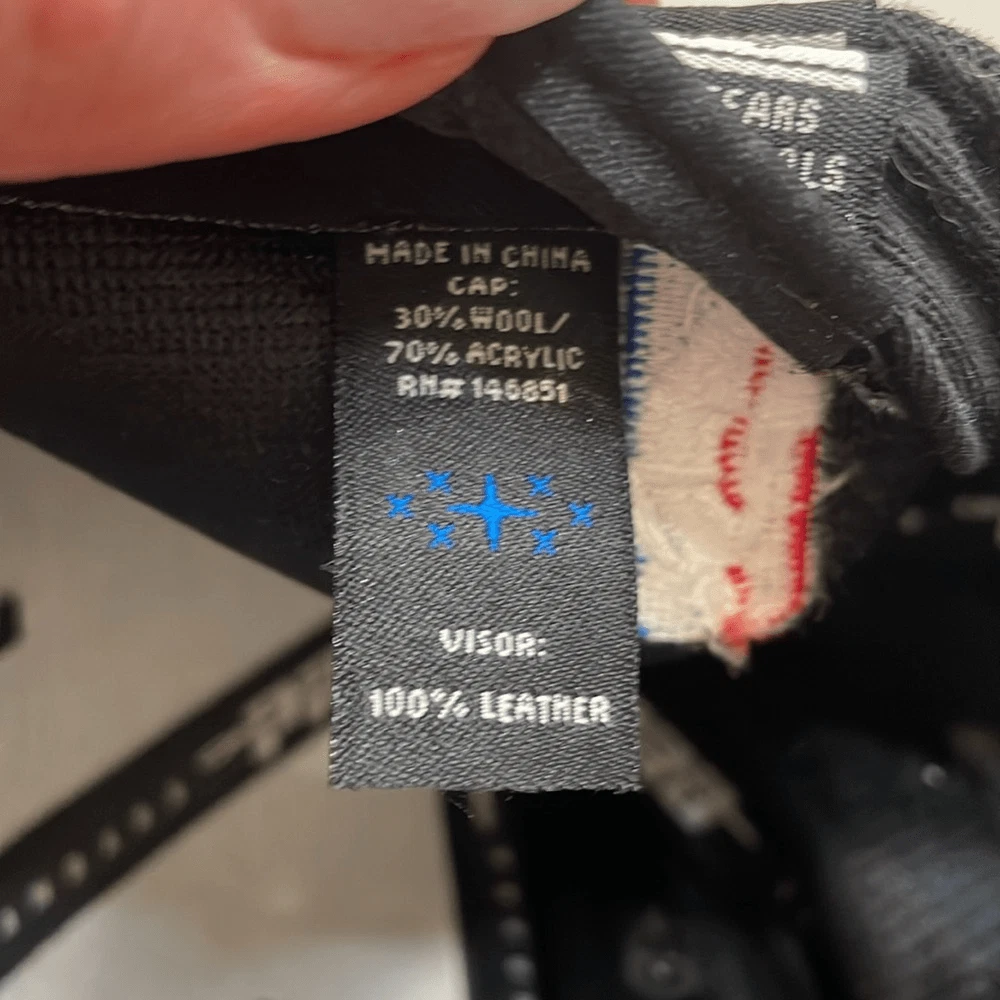 MADE IN CHINA
CAP:
30% WOOL/
70% ACRYLIC
RN# 146851
VISOR:
100% LEATHER